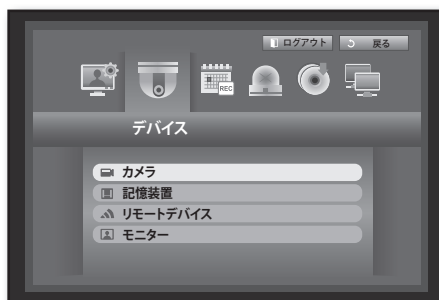 ログアウト 戻る
REC
デバイス
カメラ
記憶装置
リモートデバイス
モニター